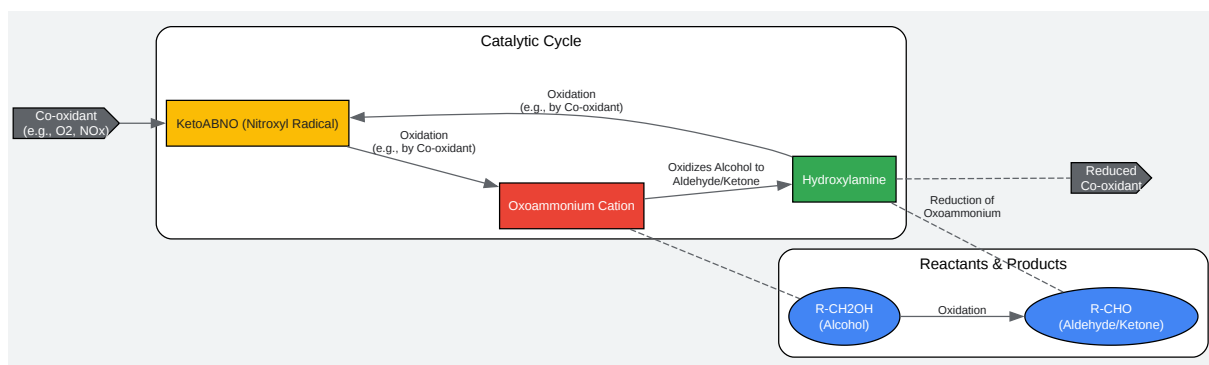 Catalytic Cycle
Co-oxidant
(e.g., O2, NOx)
KetoABNO (Nitroxyl Radical)
Oxidation
(e.g., by Co-oxidant)
Oxidation
(e.g., by Co-oxidant)
Oxoammonium Cation
Oxidizes Alcohol to
Aldehyde/Ketone
Hydroxylamine
Reduced
Co-oxidant
Reduction of
Oxoammonium
Reactants & Products
R-CH2OH
(Alcohol)
Oxidation
R-CHO
(Aldehyde/Ketone)